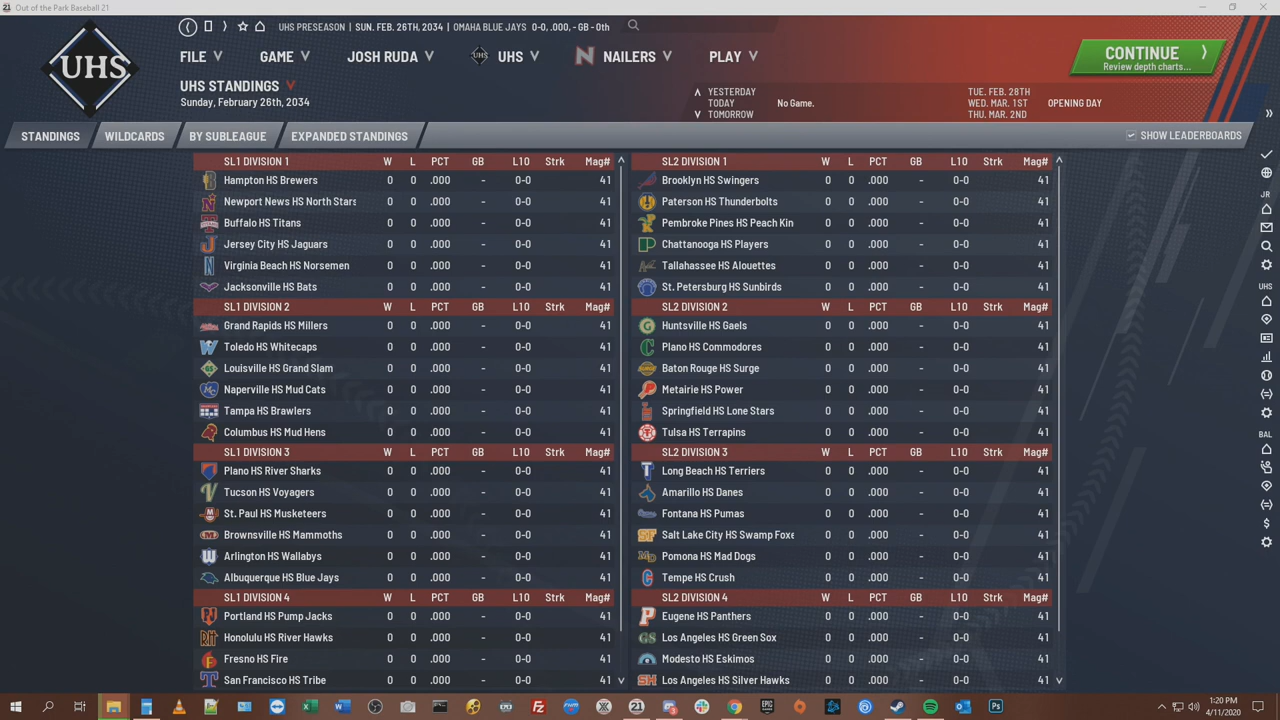 Out of the Park Baseball 21
UHS PRESEASON | SUN. FEB. 26TH, 2034 | OMAHA BLUE JAYS 0-0, .000, - GB - 0th
UHS
FILE GAME JOSH RUDA UHS NAILERS PLAY
CONTINUE
Review depth charts...
UHS STANDINGS
Sunday, February 26th, 2034
YESTERDAY
TODAY
TOMORROW
No Game.
TUE. FEB. 28TH
WED. MAR. 1ST OPENING DAY
THU. MAR. 2ND
STANDINGS WILDCARDS BY SUBLEAGUE EXPANDED STANDINGS SHOW LEADERBOARDS
SL1 DIVISION 1 W L PCT GB L10 Strk Mag#
Hampton HS Brewers 0 0 .000 - 0-0 41
Newport News HS North Stars 0 0 .000 - 0-0 41
Buffalo HS Titans 0 0 .000 - 0-0 41
Jersey City HS Jaguars 0 0 .000 - 0-0 41
Virginia Beach HS Norsemen 0 0 .000 - 0-0 41
Jacksonville HS Bats 0 0 .000 - 0-0 41
SL1 DIVISION 2 W L PCT GB L10 Strk Mag#
Grand Rapids HS Millers 0 0 .000 - 0-0 41
Toledo HS Whitecaps 0 0 .000 - 0-0 41
Louisville HS Grand Slam 0 0 .000 - 0-0 41
Naperville HS Mud Cats 0 0 .000 - 0-0 41
Tampa HS Brawlers 0 0 .000 - 0-0 41
Columbus HS Mud Hens 0 0 .000 - 0-0 41
SL1 DIVISION 3 W L PCT GB L10 Strk Mag#
Plano HS River Sharks 0 0 .000 - 0-0 41
Tucson HS Voyagers 0 0 .000 - 0-0 41
St. Paul HS Musketeers 0 0 .000 - 0-0 41
Brownsville HS Mammoths 0 0 .000 - 0-0 41
Arlington HS Wallabys 0 0 .000 - 0-0 41
Albuquerque HS Blue Jays 0 0 .000 - 0-0 41
SL1 DIVISION 4 W L PCT GB L10 Strk Mag#
Portland HS Pump Jacks 0 0 .000 - 0-0 41
Honolulu HS River Hawks 0 0 .000 - 0-0 41
Fresno HS Fire 0 0 .000 - 0-0 41
San Francisco HS Tribe 0 0 .000 - 0-0 41
SL2 DIVISION 1 W L PCT GB L10 Strk Mag#
Brooklyn HS Swingers 0 0 .000 - 0-0 41
Paterson HS Thunderbolts 0 0 .000 - 0-0 41
Pembroke Pines HS Peach Kin 0 0 .000 - 0-0 41
Chattanooga HS Players 0 0 .000 - 0-0 41
Tallahassee HS Alouettes 0 0 .000 - 0-0 41
St. Petersburg HS Sunbirds 0 0 .000 - 0-0 41
SL2 DIVISION 2 W L PCT GB L10 Strk Mag#
Huntsville HS Gaels 0 0 .000 - 0-0 41
Plano HS Commodores 0 0 .000 - 0-0 41
Baton Rouge HS Surge 0 0 .000 - 0-0 41
Metairie HS Power 0 0 .000 - 0-0 41
Springfield HS Lone Stars 0 0 .000 - 0-0 41
Tulsa HS Terrapins 0 0 .000 - 0-0 41
SL2 DIVISION 3 W L PCT GB L10 Strk Mag#
Long Beach HS Terriers 0 0 .000 - 0-0 41
Amarillo HS Danes 0 0 .000 - 0-0 41
Fontana HS Pumas 0 0 .000 - 0-0 41
Salt Lake City HS Swamp Foxe 0 0 .000 - 0-0 41
Pomona HS Mad Dogs 0 0 .000 - 0-0 41
Tempe HS Crush 0 0 .000 - 0-0 41
SL2 DIVISION 4 W L PCT GB L10 Strk Mag#
Eugene HS Panthers 0 0 .000 - 0-0 41
Los Angeles HS Green Sox 0 0 .000 - 0-0 41
Modesto HS Eskimos 0 0 .000 - 0-0 41
Los Angeles HS Silver Hawks 0 0 .000 - 0-0 41
JR
UHS
BAL
1:20 PM
4/11/2020